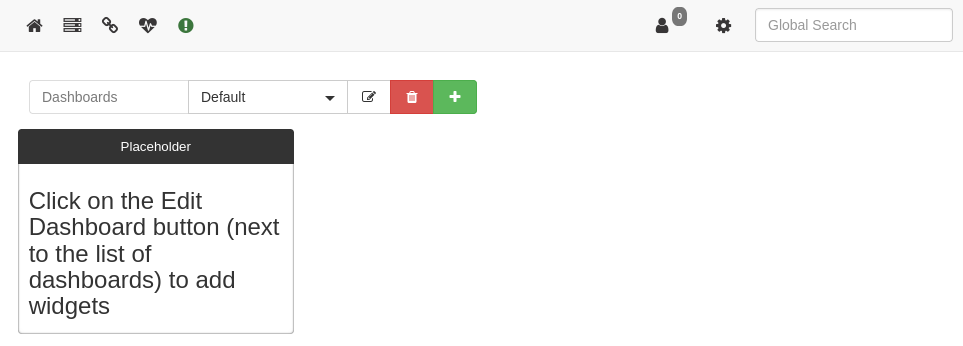 0
Global Search
Dashboards
Default
Placeholder
Click on the Edit
Dashboard button (next
to the list of
dashboards) to add
widgets